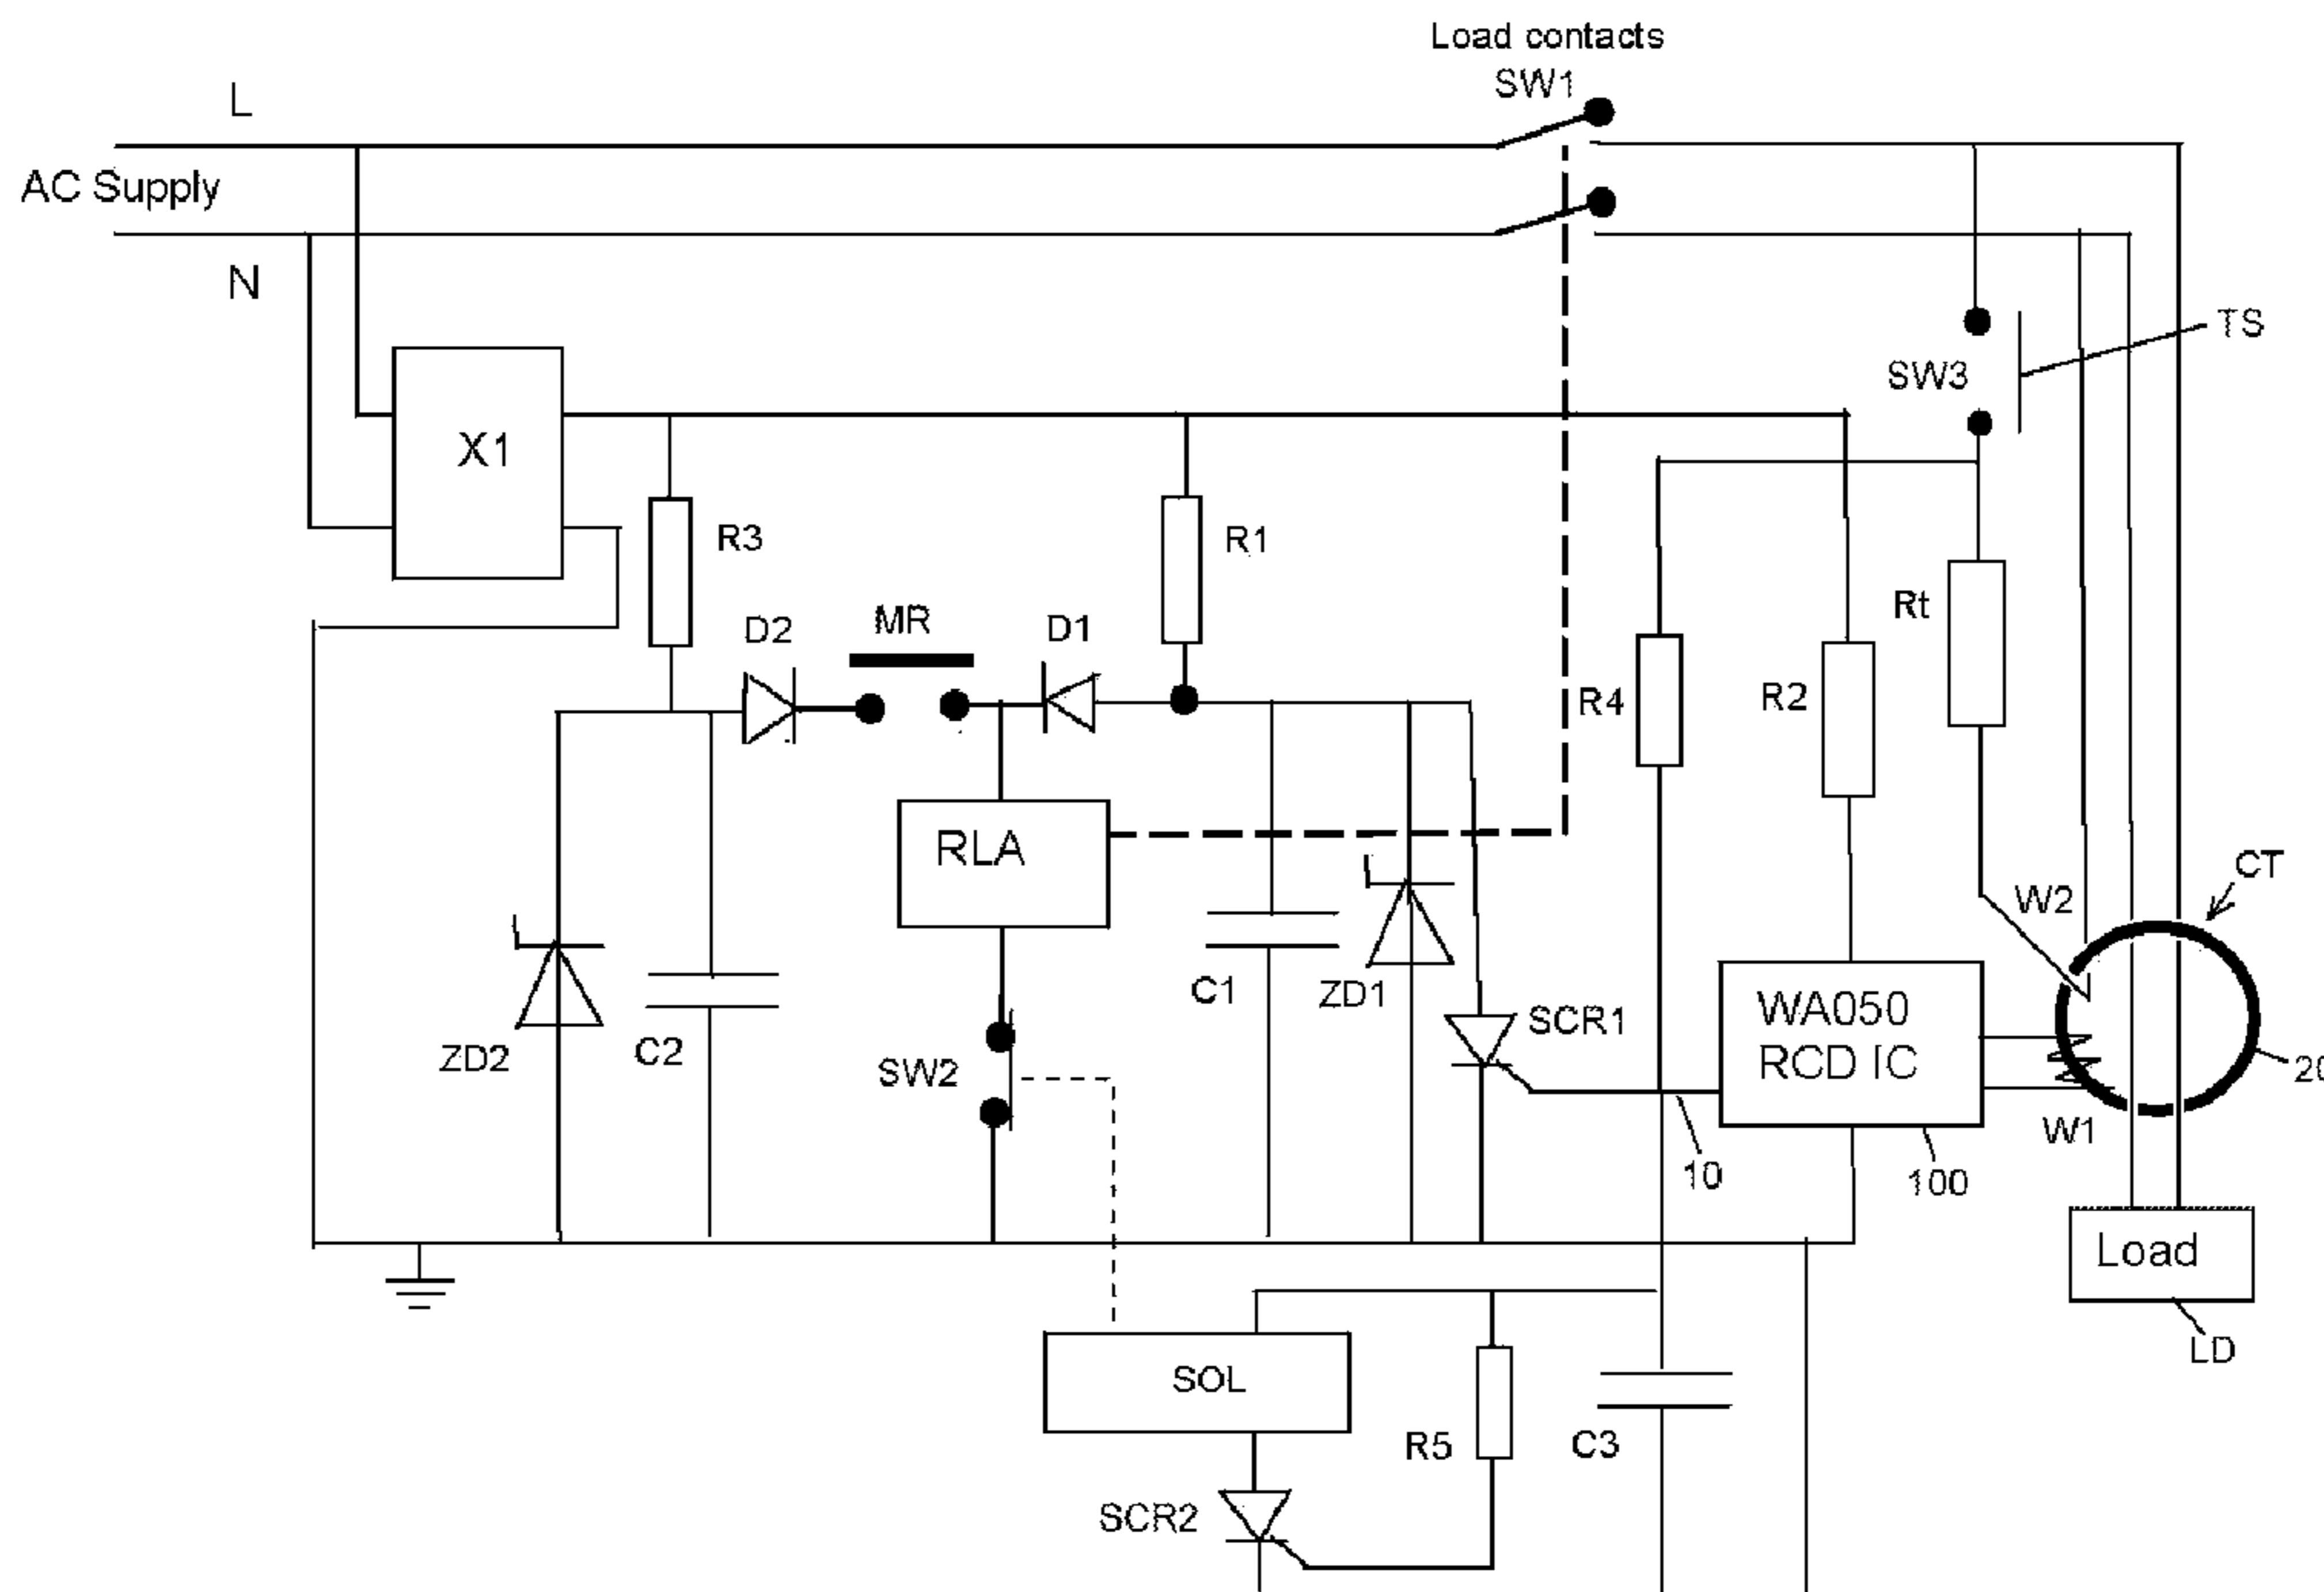 Load contacts
SW1
L
AC Supply
N
TS
SW3
X1
R3
R1
Rt
D2
MR
D1
R4
R2
RLA
CT
W2
C1
ZD1
WA050
RCD IC
SCR1
ZD2
C2
SW2
20
W1
10
100
Load
LD
SOL
R5
C3
SCR2